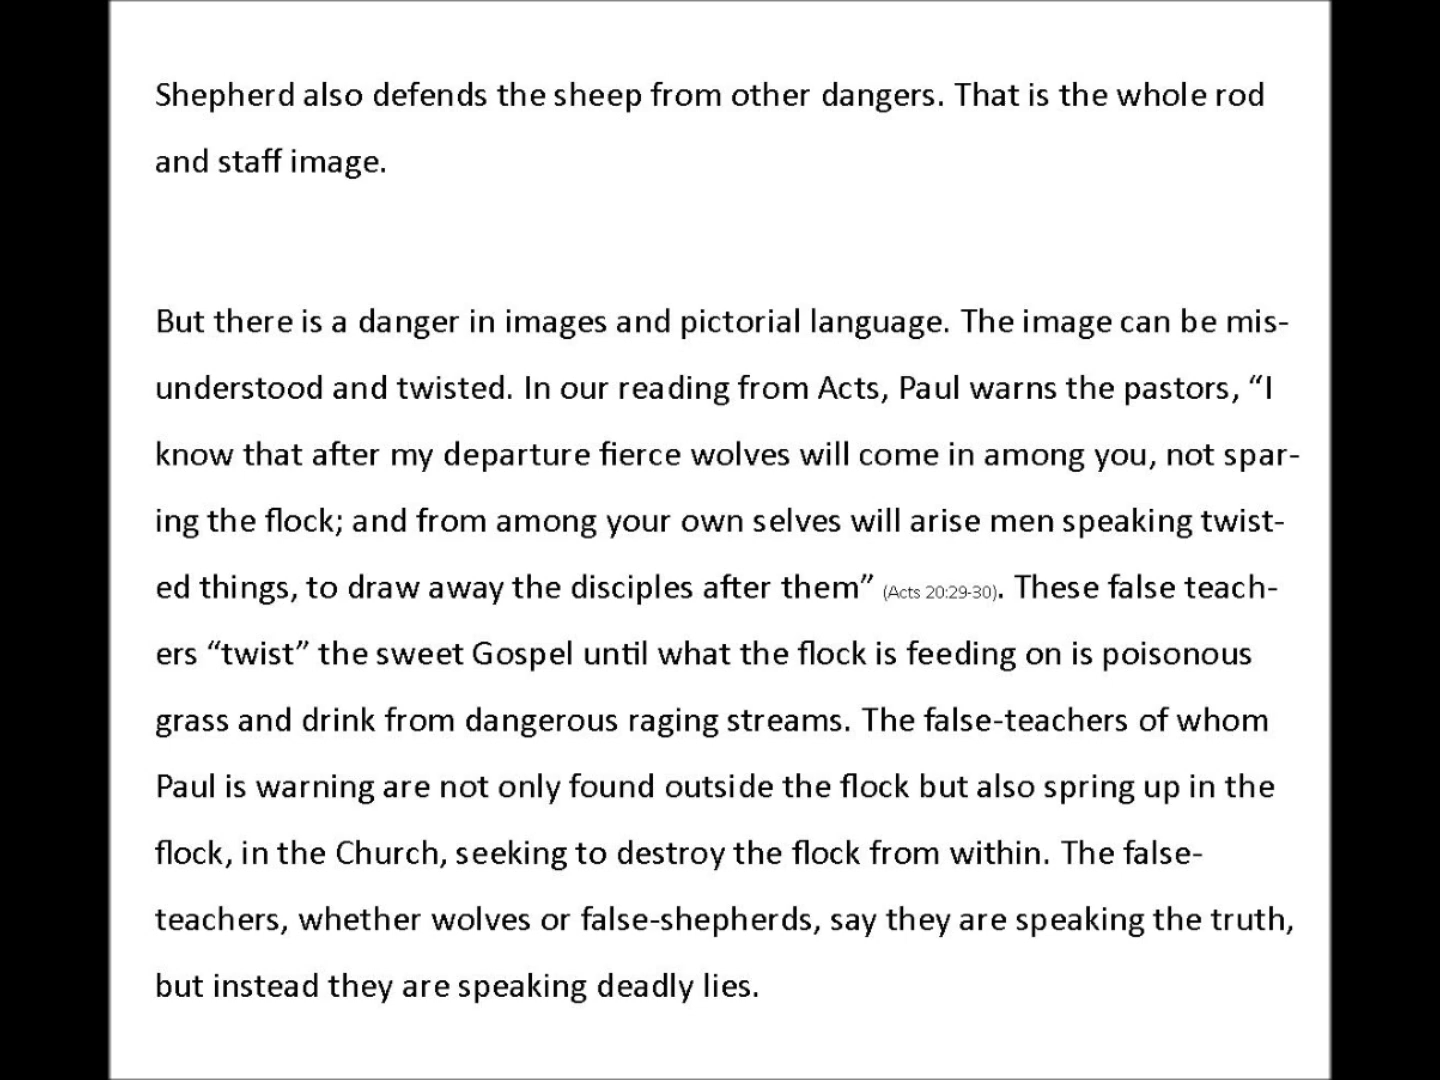 Shepherd also defends the sheep from other dangers. That is the whole rod
and staff image.
But there is a danger in images and pictorial language. The image can be mis-
understood and twisted. In our reading from Acts, Paul warns the pastors, “I
know that after my departure fierce wolves will come in among you, not spar-
ing the flock; and from among your own selves will arise men speaking twist-
ed things, to draw away the disciples after them” (Acts 20:29-30). These false teach-
ers “twist” the sweet Gospel until what the flock is feeding on is poisonous
grass and drink from dangerous raging streams. The false-teachers of whom
Paul is warning are not only found outside the flock but also spring up in the
flock, in the Church, seeking to destroy the flock from within. The false-
teachers, whether wolves or false-shepherds, say they are speaking the truth,
but instead they are speaking deadly lies.